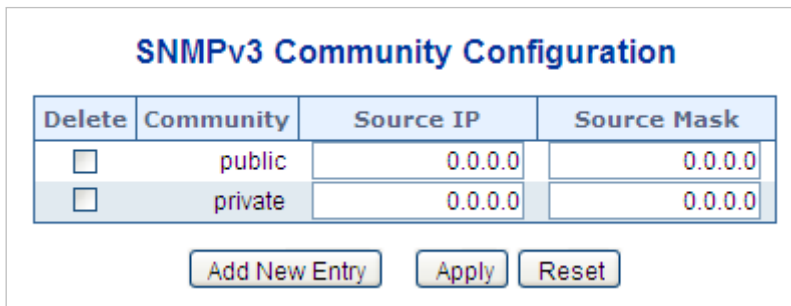 SNMPv3 Community Configuration
Delete Community Source IP Source Mask
public 0.0.0.0 0.0.0.0
private 0.0.0.0 0.0.0.0
Add New Entry Apply Reset